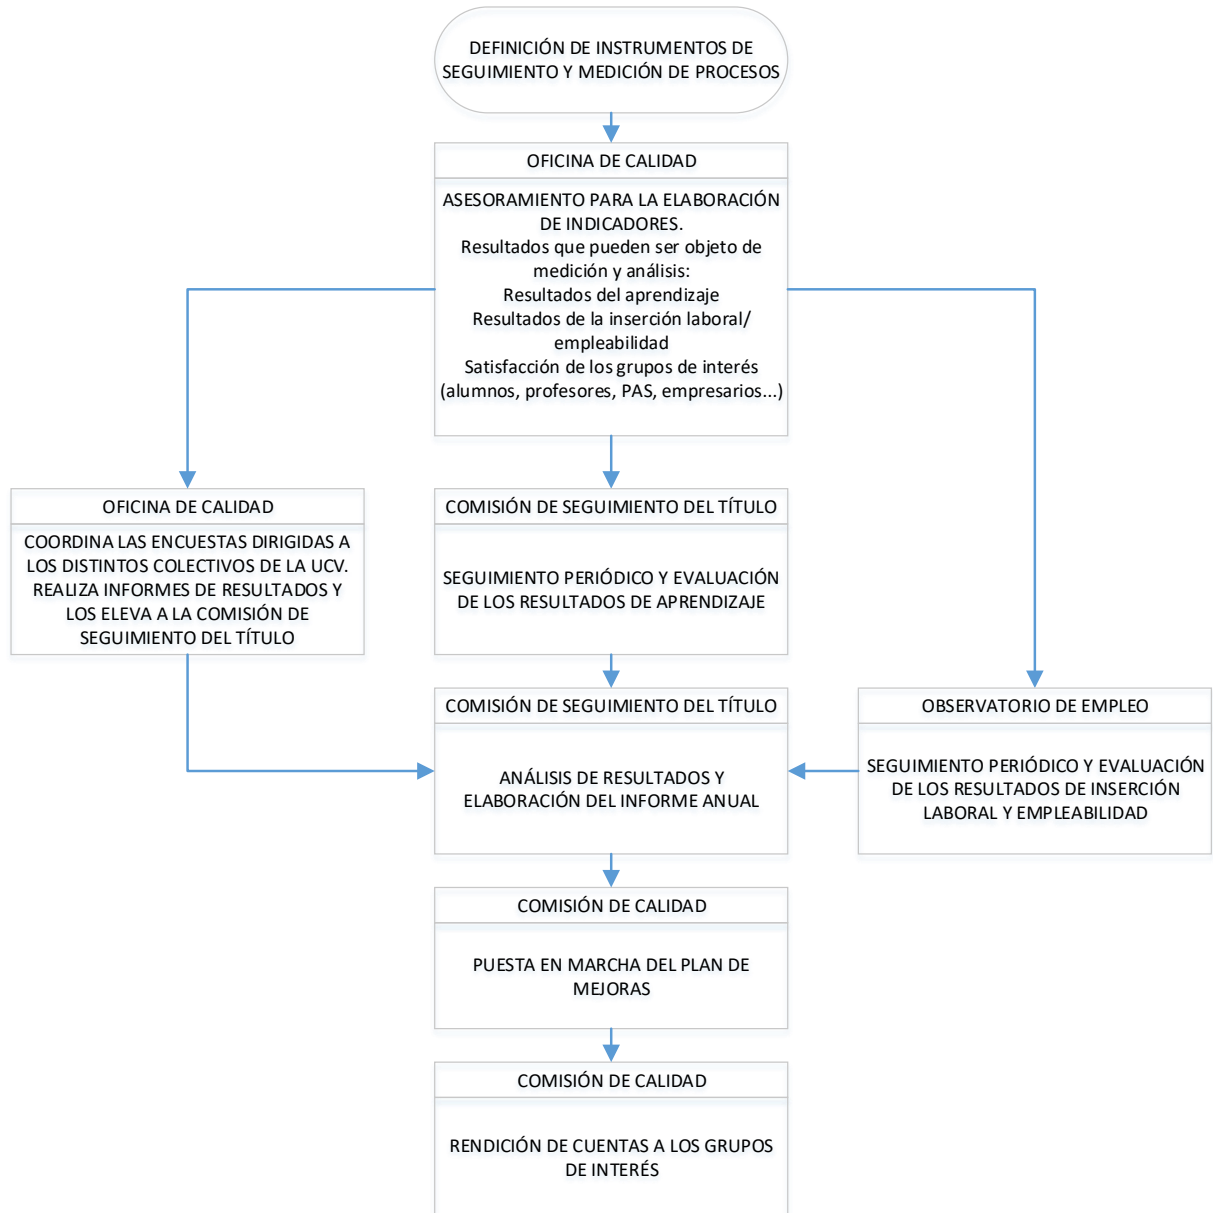 DEFINICIÓN DE INSTRUMENTOS DE
SEGUIMIENTO Y MEDICIÓN DE PROCESOS
OFICINA DE CALIDAD
ASESORAMIENTO PARA LA ELABORACIÓN
DE INDICADORES.
Resultados que pueden ser objeto de
medición y análisis:
Resultados del aprendizaje
Resultados de la inserción laboral/
empleabilidad
Satisfacción de los grupos de interés
(alumnos, profesores, PAS, empresarios...)
OFICINA DE CALIDAD
COORDINA LAS ENCUESTAS DIRIGIDAS A
LOS DISTINTOS COLECTIVOS DE LA UCV.
REALIZA INFORMES DE RESULTADOS Y
LOS ELEVA A LA COMISIÓN DE
SEGUIMIENTO DEL TÍTULO
COMISIÓN DE SEGUIMIENTO DEL TÍTULO
SEGUIMIENTO PERIÓDICO Y EVALUACIÓN
DE LOS RESULTADOS DE APRENDIZAJE
COMISIÓN DE SEGUIMIENTO DEL TÍTULO
ANÁLISIS DE RESULTADOS Y
ELABORACIÓN DEL INFORME ANUAL
OBSERVATORIO DE EMPLEO
SEGUIMIENTO PERIÓDICO Y EVALUACIÓN
DE LOS RESULTADOS DE INSERCIÓN
LABORAL Y EMPLEABILIDAD
COMISIÓN DE CALIDAD
PUESTA EN MARCHA DEL PLAN DE
MEJORAS
COMISIÓN DE CALIDAD
RENDICIÓN DE CUENTAS A LOS GRUPOS
DE INTERÉS